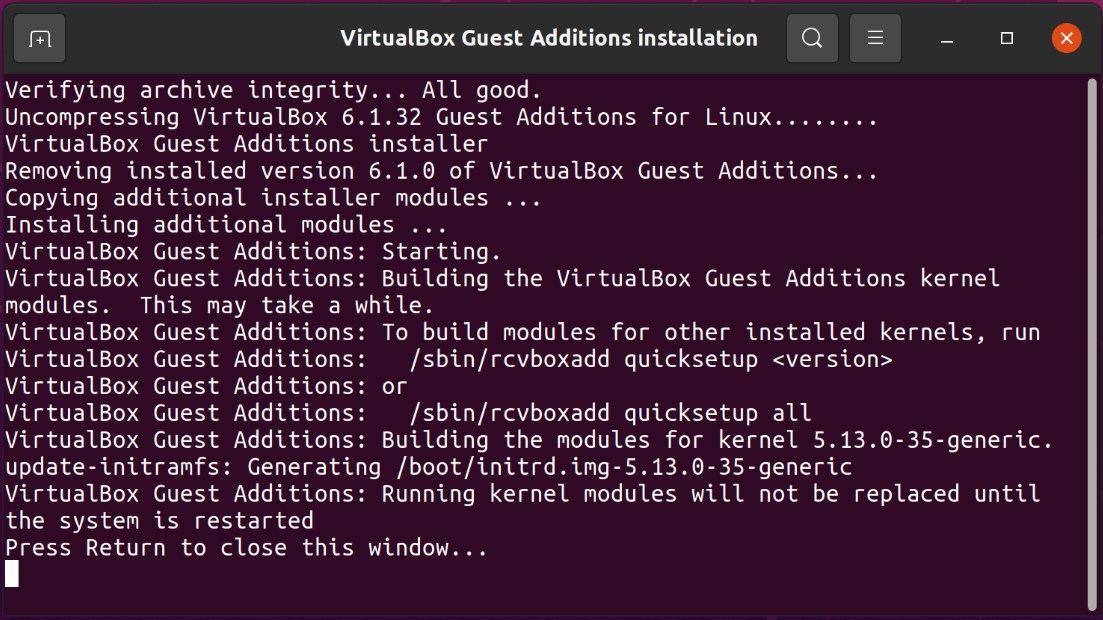 VirtualBox Guest Additions installation
Verifying archive integrity... All good.
Uncompressing VirtualBox 6.1.32 Guest Additions for Linux........
VirtualBox Guest Additions installer
Removing installed version 6.1.0 of VirtualBox Guest Additions...
Copying additional installer modules ...
Installing additional modules ...
VirtualBox Guest Additions: Starting.
VirtualBox Guest Additions: Building the VirtualBox Guest Additions kernel
modules.  This may take a while.
VirtualBox Guest Additions: To build modules for other installed kernels, run
VirtualBox Guest Additions:   /sbin/rcvboxadd quicksetup <version>
VirtualBox Guest Additions: or
VirtualBox Guest Additions:   /sbin/rcvboxadd quicksetup all
VirtualBox Guest Additions: Building the modules for kernel 5.13.0-35-generic.
update-initramfs: Generating /boot/initrd.img-5.13.0-35-generic
VirtualBox Guest Additions: Running kernel modules will not be replaced until
the system is restarted
Press Return to close this window...